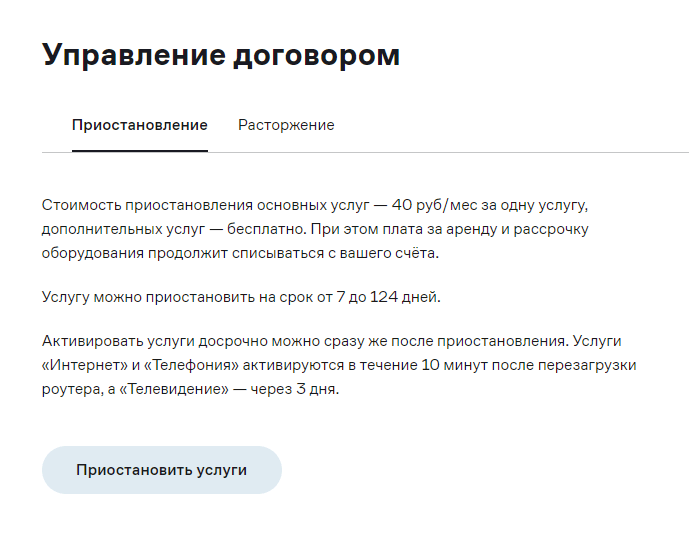 Управление договором
Приостановление
Расторжение
Стоимость приостановления основных услуг — 40 руб/мес за одну услугу,
дополнительных услуг — бесплатно. При этом плата за аренду и рассрочку
оборудования продолжит списываться с вашего счёта.
Услугу можно приостановить на срок от 7 до 124 дней.
Активировать услуги досрочно можно сразу же после приостановления. Услуги
«Интернет» и «Телефония» активируются в течение 10 минут после перезагрузки
роутера, а «Телевидение» — через 3 дня.
Приостановить услуги